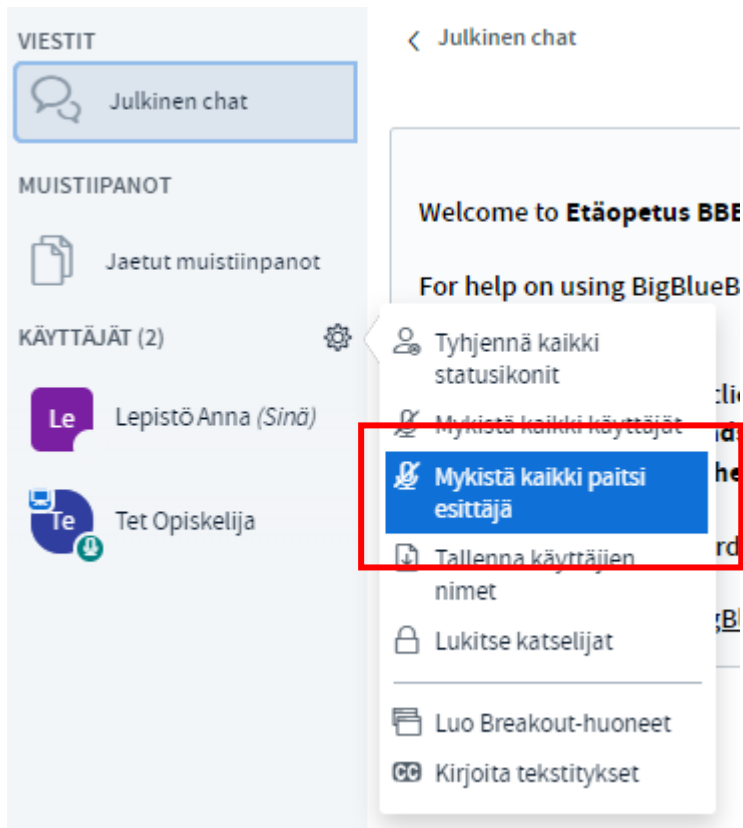 VIESTIT
Julkinen chat
MUISTIIPANOT
Jaetut muistiinpanot
KÄYTTÄJÄT (2)
Le
Lepistö Anna (Sinä)
Te
Tet Opiskelija
Julkinen chat
Welcome to Etäopetus
For help on using
Tyhjennä kaikki
statusikonit
Mykistä kaikki käyttäjät
Mykistä kaikki paitsi
esittäjä
Tallenna käyttäjien
nimet
Lukitse katselijat
Luo Breakout-huoneet
CC
Kirjoita tekstitykset